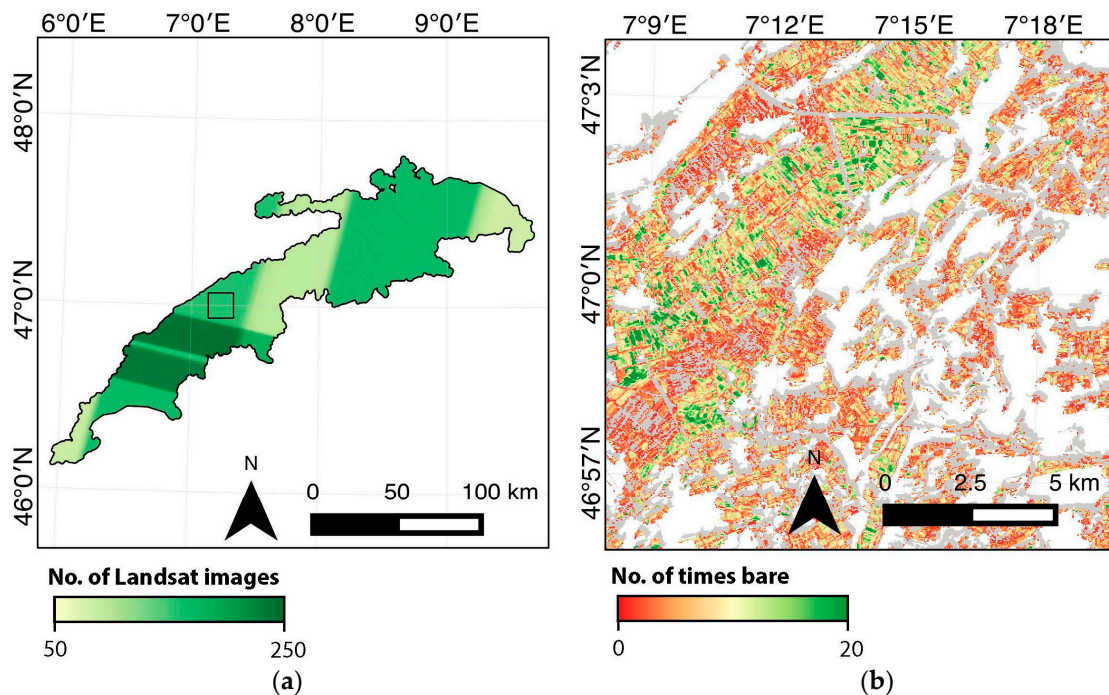 6°0′E 7°0′E 8°0′E 9°0′E
48°0′N
47°0′N
46°0′N
N
0 50 100 km
No. of Landsat images
50 250
(a)
7°9′E 7°12′E 7°15′E 7°18′E
47°3′N
47°0′N
46°57′N
N
0 2.5 5 km
No. of times bare
0 20
(b)